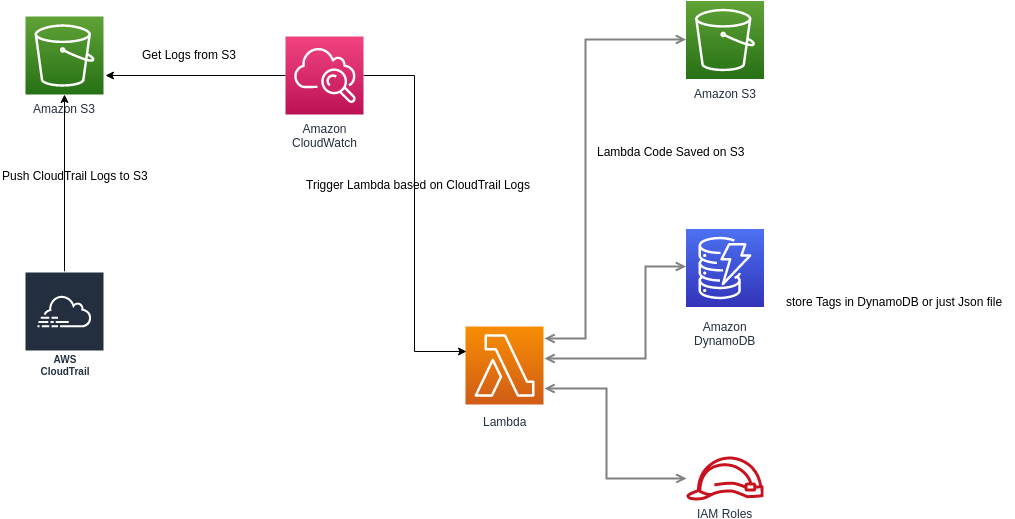 Get Logs from S3
Amazon S3
Amazon
CloudWatch
Push CloudTrail Logs to S3
Trigger Lambda based on CloudTrail Logs
AWS
CloudTrail
Lambda
Amazon S3
Lambda Code Saved on S3
Amazon
DynamoDB
store Tags in DynamoDB or just Json file
IAM Roles